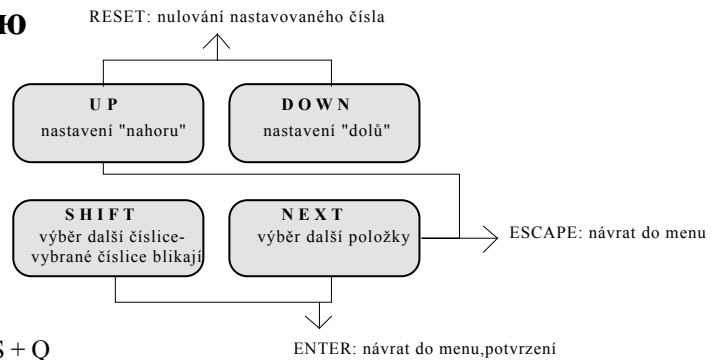 RESET: nulování nastavovaného čísla
U P
nastavení "nahoru"
D O W N
nastavení "dolů"
S H I F T
výběr další číslice-
vybrané číslice blikají
N E X T
výběr další položky
ESCAPE: návrat do menu
ENTER: návrat do menu,potvrzení
S + Q